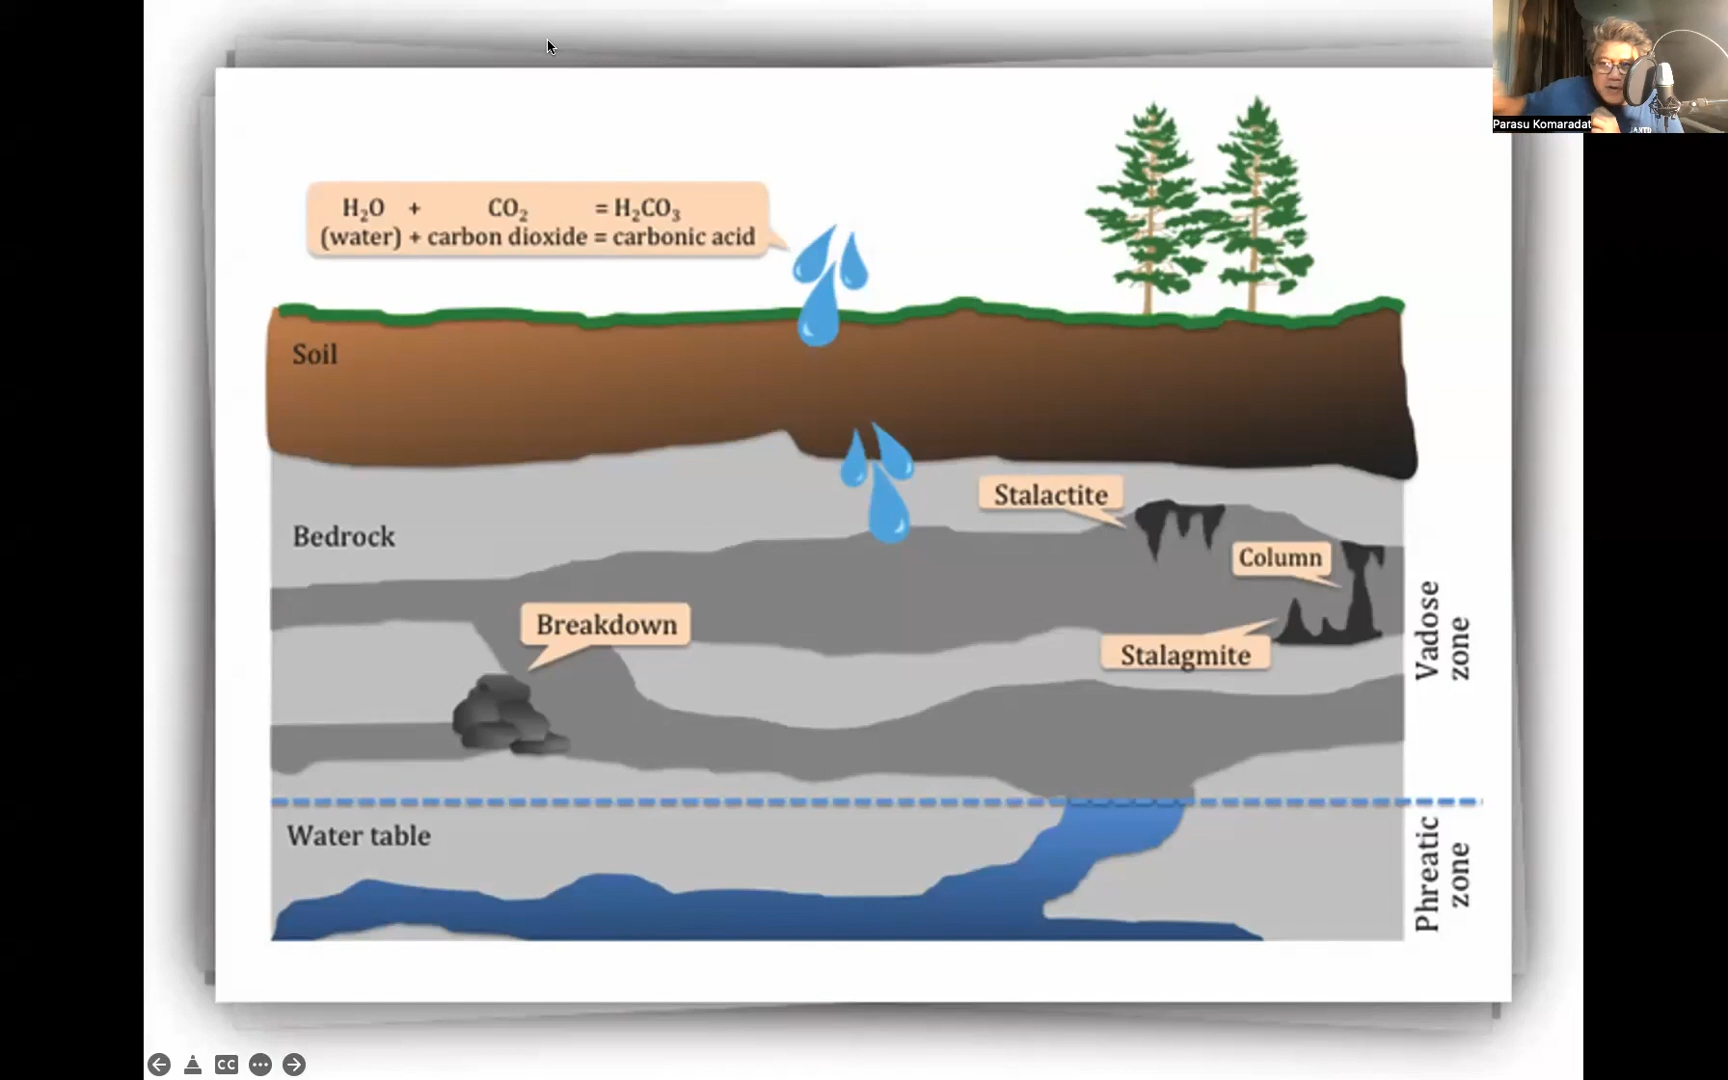 Parasu Komaradat
H₂O + CO₂ = H₂CO₃
(water) + carbon dioxide = carbonic acid
Soil
Stalactite
Bedrock
Column
Breakdown
Stalagmite
Vadose
zone
Water table
Phreatic
zone
CC